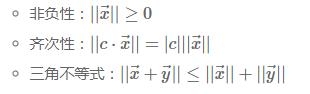 非负性：||x⃗|| ≥ 0
齐次性：||c · x⃗|| = |c|||x⃗||
三角不等式：||x⃗ + y⃗|| ≤ ||x⃗|| + ||y⃗||